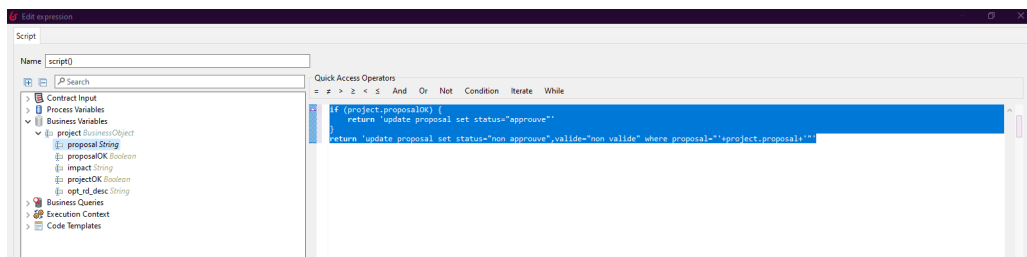 Edit expression
Script
Name script()
Search
Contract Input
Process Variables
Business Variables
project BusinessObject
proposal String
proposalOK Boolean
impact String
projectOK Boolean
opt_rd_desc String
Business Queries
Execution Context
Code Templates
Quick Access Operators
= ≠ > ≥ < ≤ And Or Not Condition Iterate While
if (project.proposalOK) {
return 'update proposal set status="approuve"'
}
return 'update proposal set status="non approuve",valide="non valide" where proposal="'+project.proposal+'"'